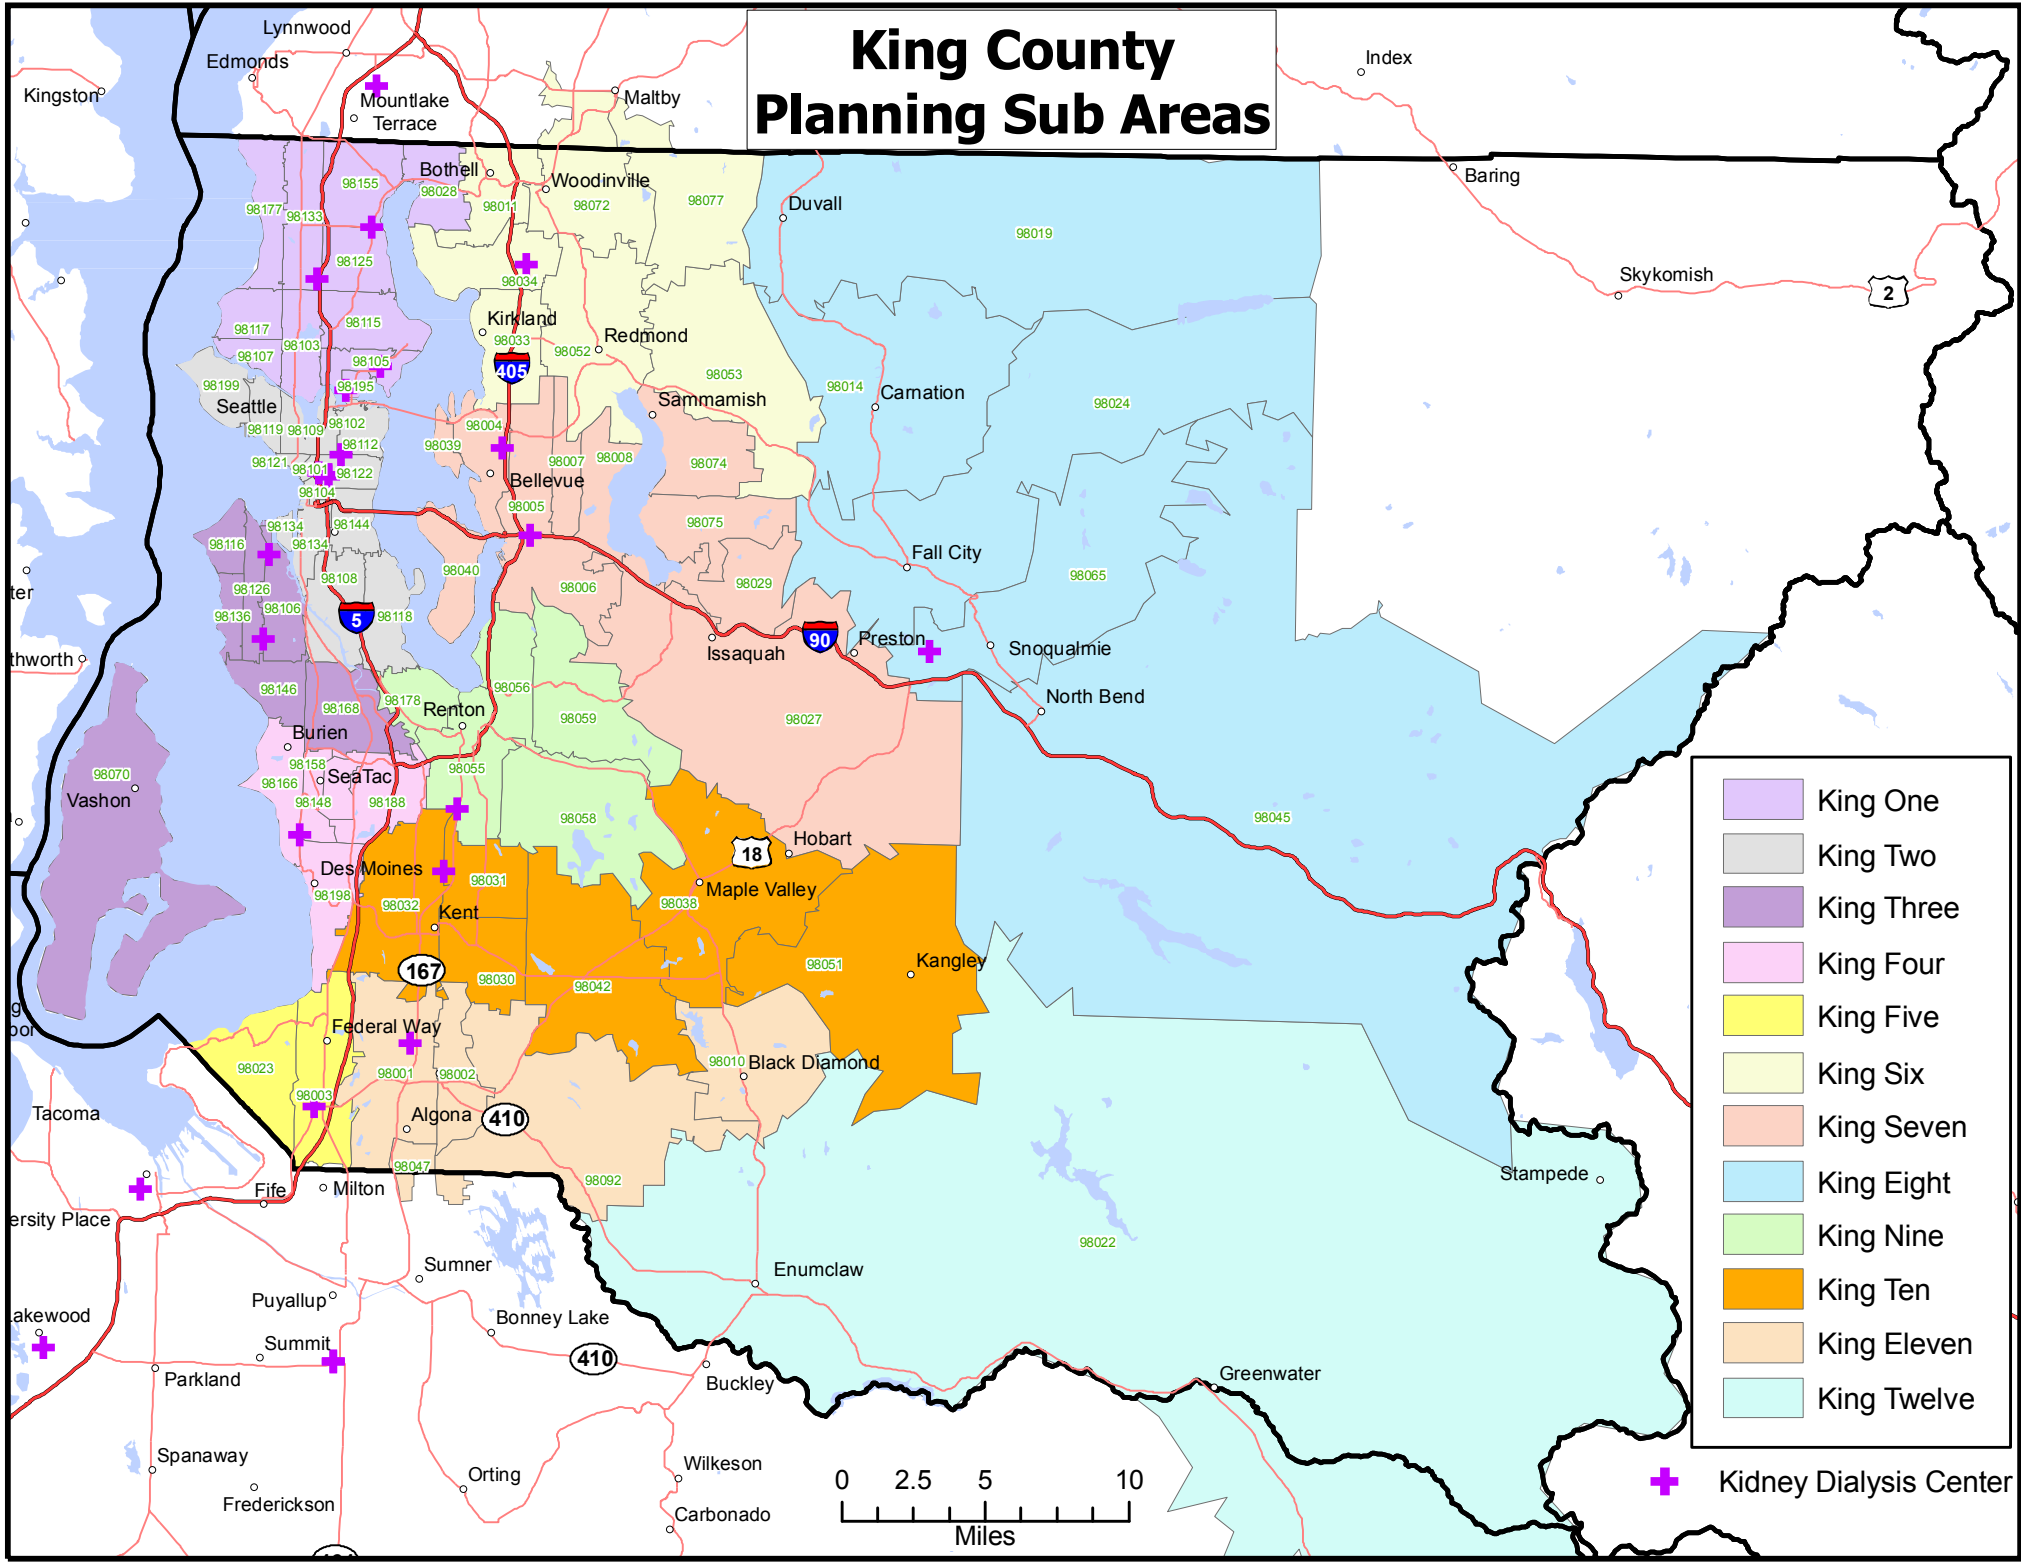 King County
Planning Sub Areas
Lynnwood
Edmonds
Kingston
Mountlake
Terrace
Maltby
Index
Baring
Skykomish
2
Bothell
Woodinville
Duvall
98155
98028
98177
98133
98011
98072
98077
98019
98125
98034
98117
98115
98103
98107
98105
98195
Kirkland
98033
Redmond
98052
405
98053
98014
Carnation
98024
98199
Seattle
98119
98109
98102
98112
98121
98101
98122
98104
98039
98004
Sammamish
98007
98008
98074
Bellevue
98005
98134
98144
98134
98116
98075
Fall City
98065
98108
98040
98006
98029
98126
98106
98136
98118
5
90
ter
thworth
Preston
Issaquah
Snoqualmie
North Bend
98146
98168
98178
98056
Renton
98059
98027
Burien
98158
SeaTac
98166
98148
98188
98055
98070
Vashon
98058
98045
18
Hobart
Des Moines
98198
98032
98031
Kent
98038
Maple Valley
167
98030
98042
98051
Kangley
Federal Way
98023
98001
98002
98003
98010
Black Diamond
Algona
410
Tacoma
98047
98092
Stampede
Fife
Milton
ersity Place
98022
Enumclaw
Sumner
Puyallup
Bonney Lake
akewood
Summit
410
Parkland
Buckley
Greenwater
Spanaway
Frederickson
Orting
Wilkeson
Carbonado
0 2.5 5 10
Miles
King One
King Two
King Three
King Four
King Five
King Six
King Seven
King Eight
King Nine
King Ten
King Eleven
King Twelve
Kidney Dialysis Center